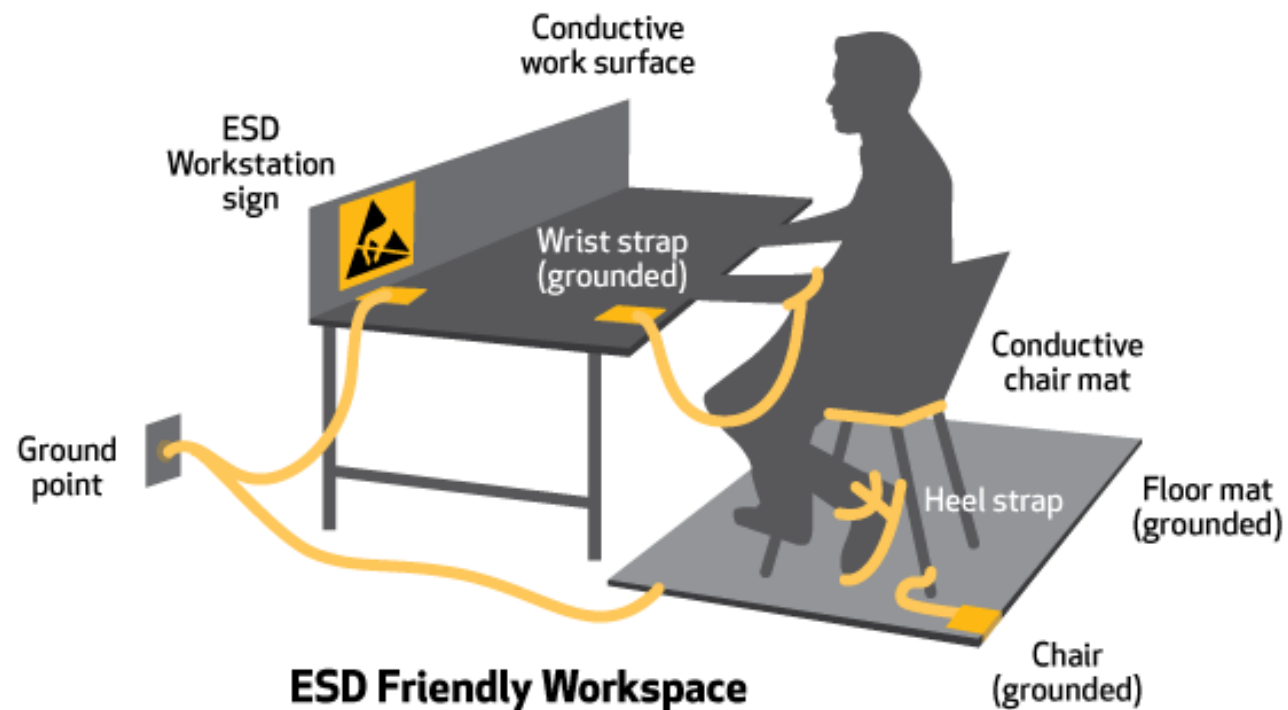 Conductive
work surface
ESD
Workstation
sign
Wrist strap
(grounded)
Conductive
chair mat
Ground
point
Heel strap
Floor mat
(grounded)
Chair
(grounded)
ESD Friendly Workspace